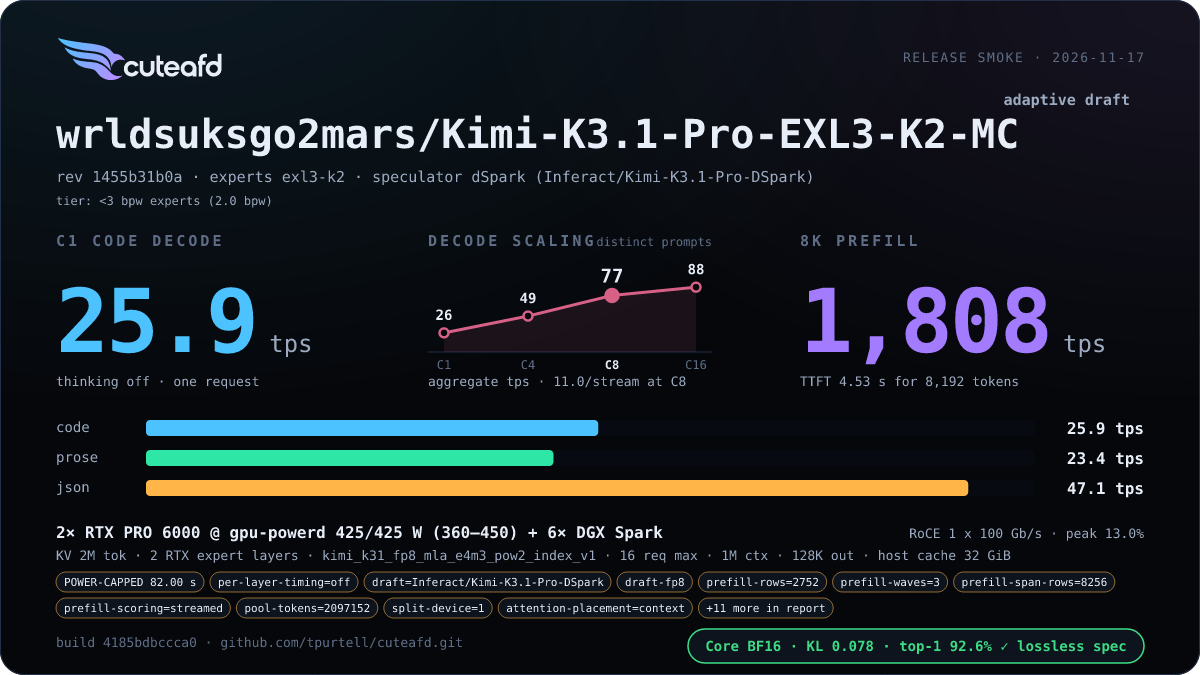 cuteafd
RELEASE SMOKE · 2026-11-17
adaptive draft
wrldsuksgo2mars/Kimi-K3.1-Pro-EXL3-K2-MC
rev 1455b31b0a · experts exl3-k2 · speculator dSpark (Inferact/Kimi-K3.1-Pro-DSpark)
tier: <3 bpw experts (2.0 bpw)
C1 CODE DECODE
25.9 tps
thinking off · one request
DECODE SCALING distinct prompts
26 49 77 88
C1 C4 C8 C16
aggregate tps · 11.0/stream at C8
8K PREFILL
1,808 tps
TTFT 4.53 s for 8,192 tokens
code 25.9 tps
prose 23.4 tps
json 47.1 tps
2× RTX PRO 6000 @ gpu-powerd 425/425 W (360–450) + 6× DGX Spark
RoCE 1 x 100 Gb/s · peak 13.0%
KV 2M tok · 2 RTX expert layers · kimi_k31_fp8_mla_e4m3_pow2_index_v1 · 16 req max · 1M ctx · 128K out · host cache 32 GiB
POWER-CAPPED 82.00 s per-layer-timing=off draft=Inferact/Kimi-K3.1-Pro-DSpark draft-fp8 prefill-rows=2752 prefill-waves=3 prefill-span-rows=8256
prefill-scoring=streamed pool-tokens=2097152 split-device=1 attention-placement=context +11 more in report
build 4185bdbccca0 · github.com/tpurtell/cuteafd.git
Core BF16 · KL 0.078 · top-1 92.6% ✓ lossless spec